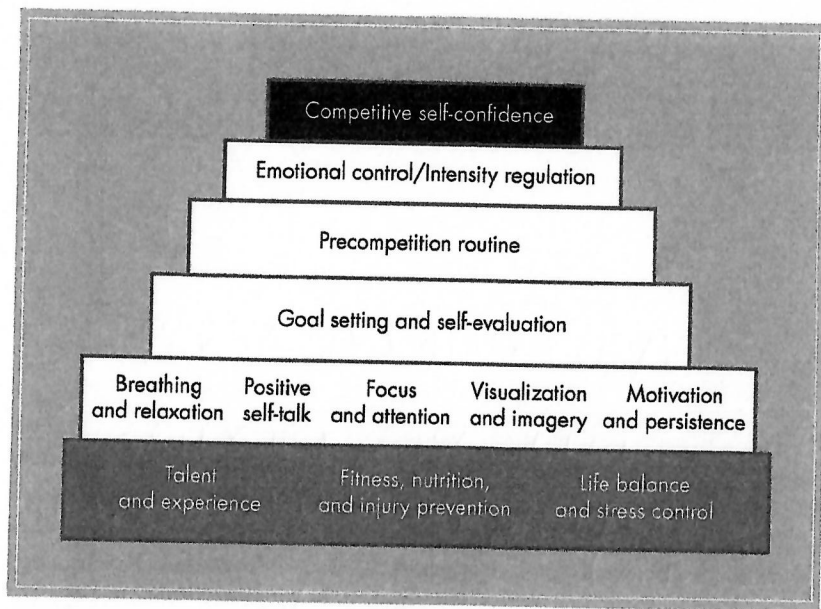 Competitive self-confidence
Emotional control/Intensity regulation
Precompetition routine
Goal setting and self-evaluation
Breathing
and relaxation
Positive
self-talk
Focus
and attention
Visualization
and imagery
Motivation
and persistence
Talent
and experience
Fitness, nutrition,
and injury prevention
Life balance
and stress control